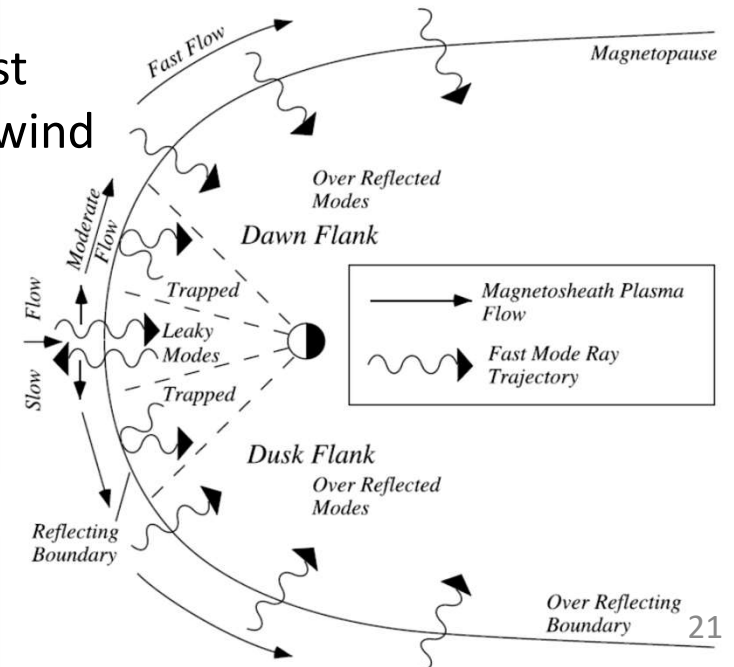 st
wind
Fast Flow
Magnetopause
Over Reflected
Modes
Dawn Flank
Moderate
Flow
Trapped
Flow
Leaky
Modes
Slow
Trapped
Magnetosheath Plasma
Flow
Fast Mode Ray
Trajectory
Dusk Flank
Over Reflected
Modes
Reflecting
Boundary
Over Reflecting
Boundary
21